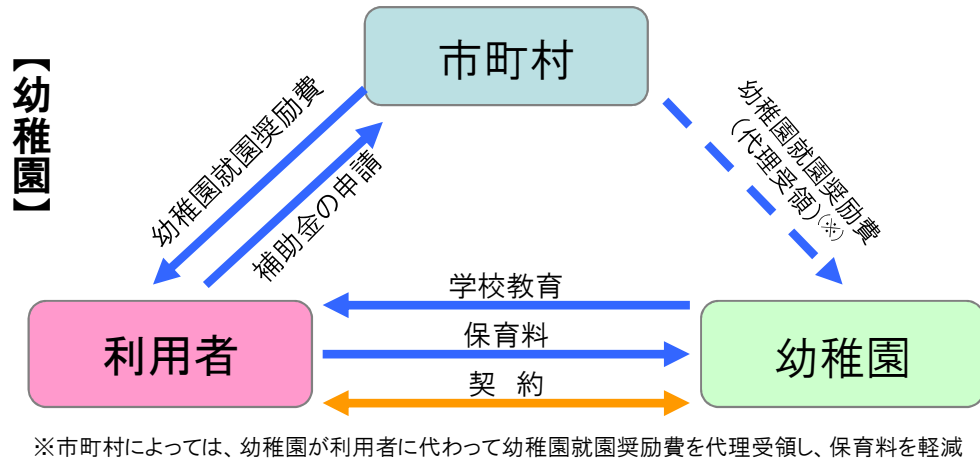 【幼稚園】
市町村
幼稚園就園奨励費
補助金の申請
幼稚園就園奨励費
(代理受領)(※)
利用者
学校教育
保育料
契 約
幼稚園
※市町村によっては、幼稚園が利用者に代わって幼稚園就園奨励費を代理受領し、保育料を軽減